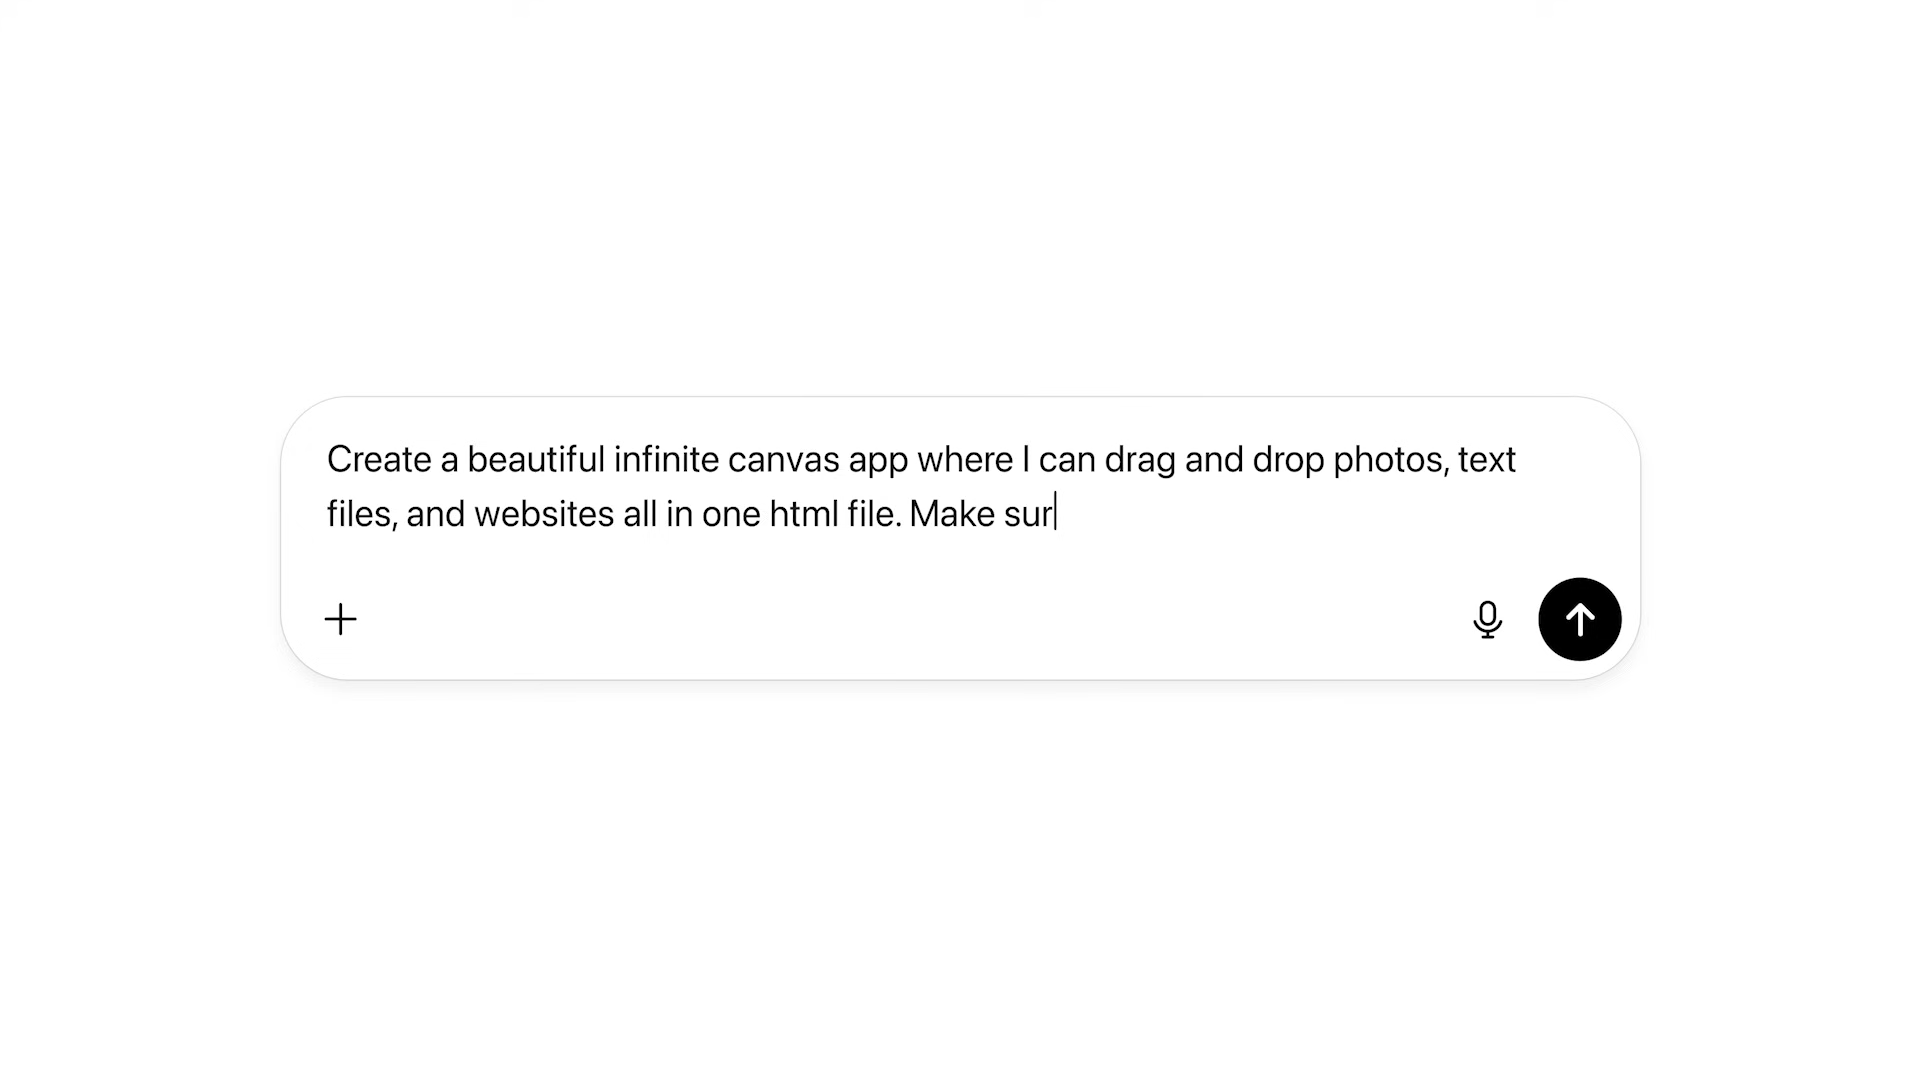 Create a beautiful infinite canvas app where I can drag and drop photos, text
files, and websites all in one html file. Make sur